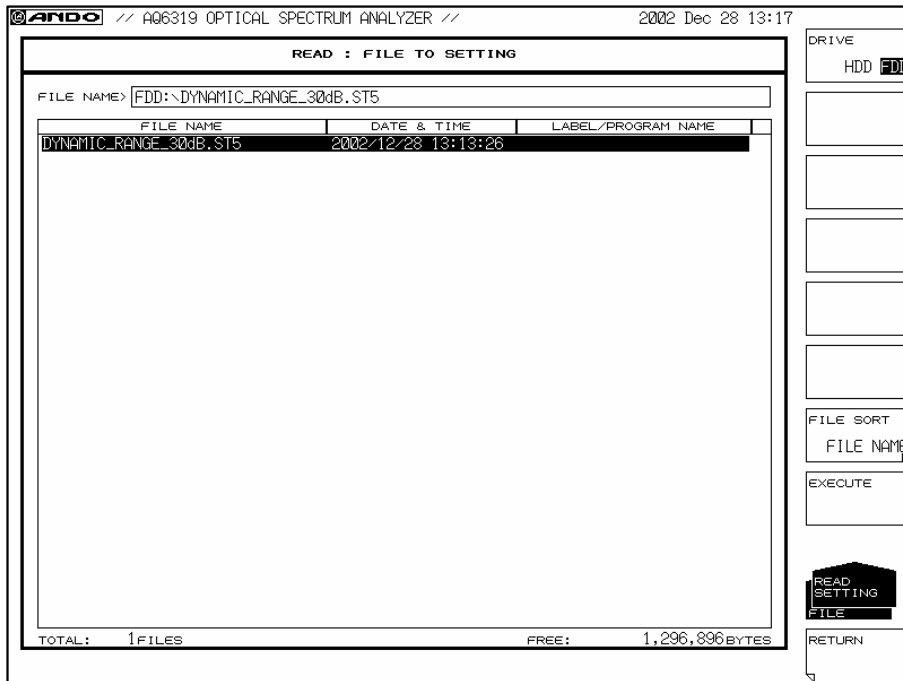 ANDO // AQ6319 OPTICAL SPECTRUM ANALYZER // 2002 Dec 28 13:17
READ : FILE TO SETTING
FILE NAME> FDD:\DYNAMIC_RANGE_30dB.ST5
FILE NAME DATE & TIME LABEL/PROGRAM NAME
DYNAMIC_RANGE_30dB.ST5 2002/12/28 13:13:26
TOTAL: 1FILES FREE: 1,296,896BYTES
DRIVE
HDD FDD
FILE SORT
FILE NAME
EXECUTE
READ
SETTING
FILE
RETURN